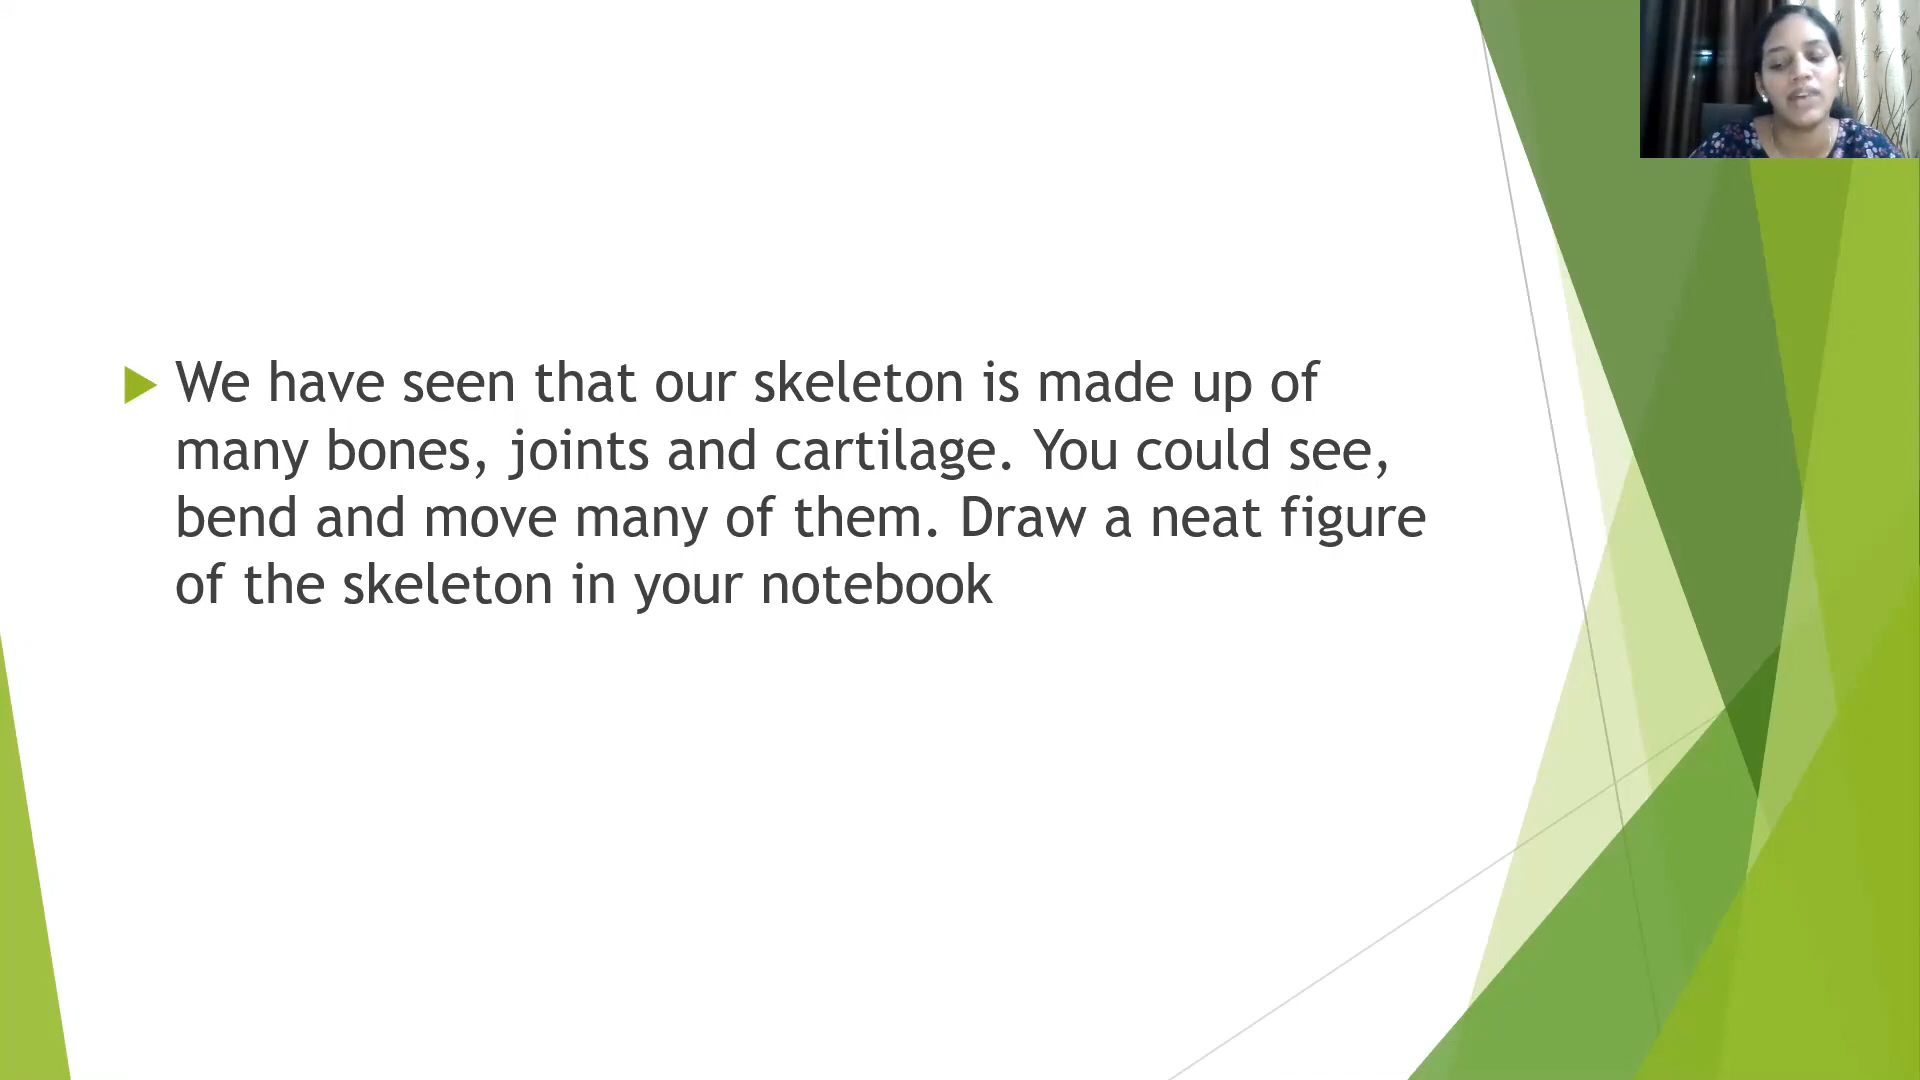 We have seen that our skeleton is made up of
many bones, joints and cartilage. You could see,
bend and move many of them. Draw a neat figure
of the skeleton in your notebook